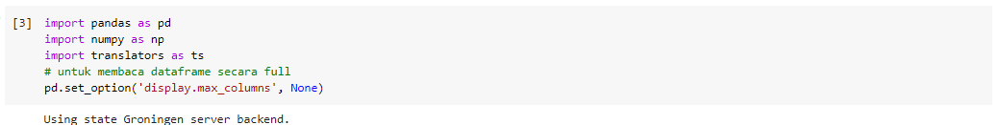 [3] import pandas as pd
import numpy as np
import translators as ts
# untuk membaca dataframe secara full
pd.set_option('display.max_columns', None)
Using state Groningen server backend.